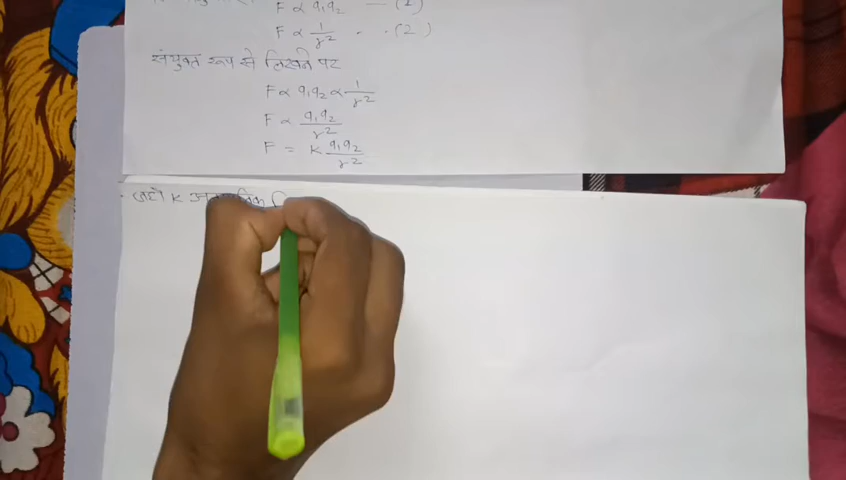 F ∝ q₁q₂ — (1)
F ∝ 1/r² - - (2)
संयुक्त रूप से लिखने पर
F ∝ q₁q₂ ∝ 1/r²
F ∝ q₁q₂/r²
F = K q₁q₂/r²
जहाँ K